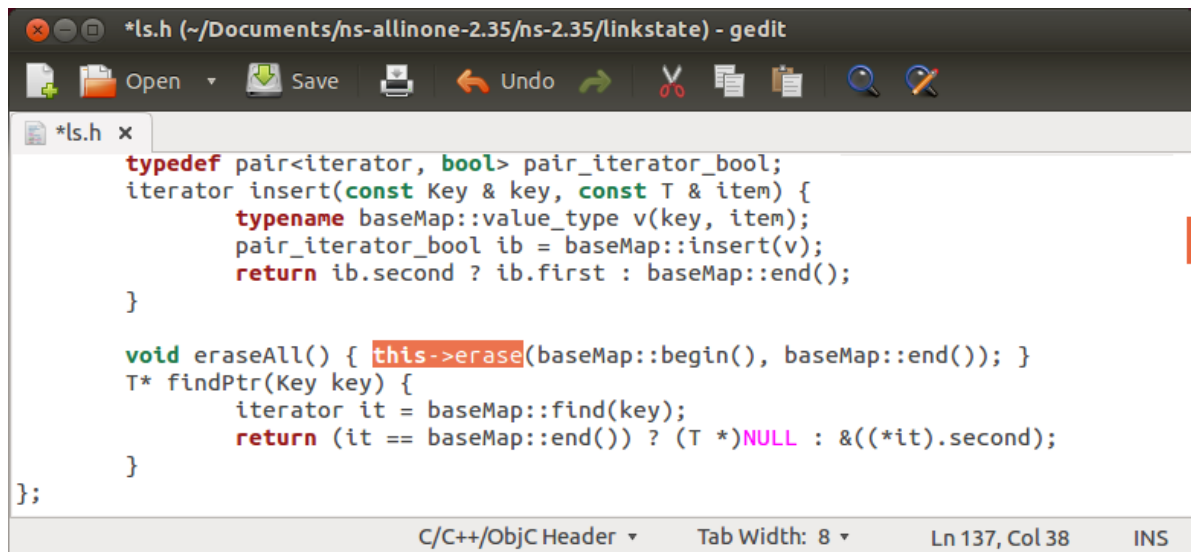 *ls.h (~/Documents/ns-allinone-2.35/ns-2.35/linkstate) - gedit
Open Save Undo
*ls.h x
        typedef pair<iterator, bool> pair_iterator_bool;
        iterator insert(const Key & key, const T & item) {
                typename baseMap::value_type v(key, item);
                pair_iterator_bool ib = baseMap::insert(v);
                return ib.second ? ib.first : baseMap::end();
        }

        void eraseAll() { this->erase(baseMap::begin(), baseMap::end()); }
        T* findPtr(Key key) {
                iterator it = baseMap::find(key);
                return (it == baseMap::end()) ? (T *)NULL : &((*it).second);
        }
};
C/C++/ObjC Header Tab Width: 8 Ln 137, Col 38 INS